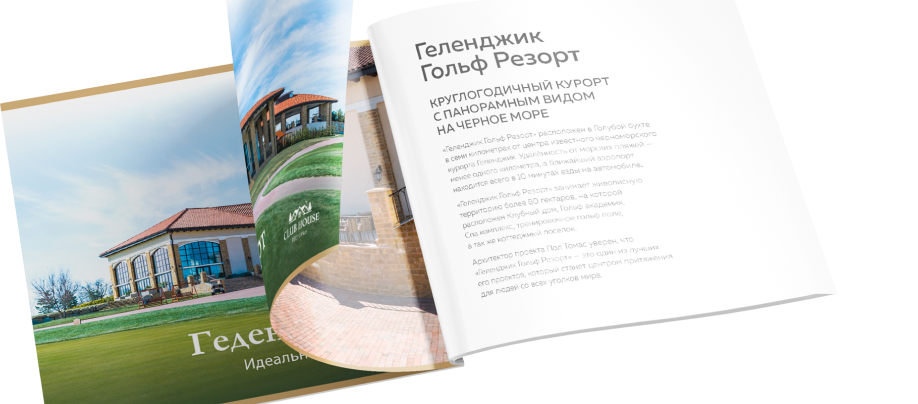 Геленджик
Гольф Резорт
КРУГЛОГОДИЧНЫЙ КУРОРТ
С ПАНОРАМНЫМ ВИДОМ
НА ЧЕРНОЕ МОРЕ
«Геленджик Гольф Резорт» расположен в Голубой бухте
в семи километрах от центра известного черноморского
курорта Геленджик. Удалённость от морских пляжей —
менее одного километра, а ближайший аэропорт
находится всего в 10 минутах езды на автомобиле.
«Геленджик Гольф Резорт» занимает живописную
территорию более 80 гектаров, на которой
расположен Клубный дом, Гольф академия,
Спа комплекс, тренировочное гольф поле,
а так же коттеджный поселок.
Архитектор проекта Пол Томас уверен, что
«Геленджик Гольф Резорт» — это один из лучших
его проектов, который станет центром притяжения
для людей со всех уголков мира.
CLUB HOUSE
Геден
Идеальн